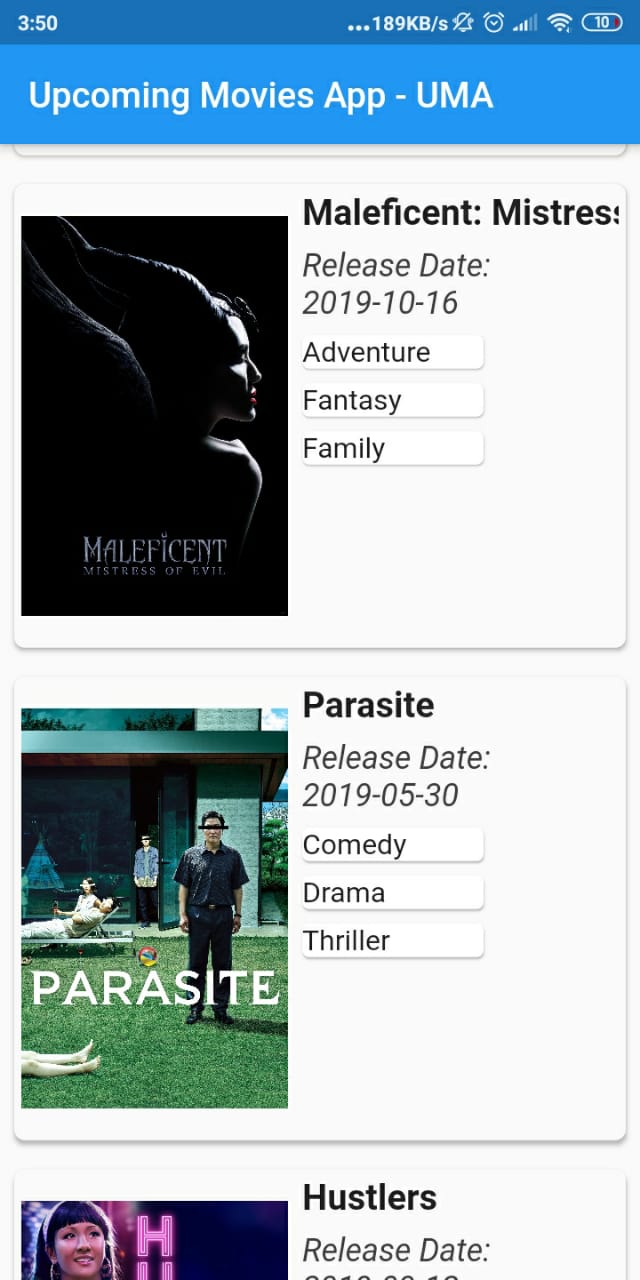 3:50 ...189KB/s 10
Upcoming Movies App - UMA
Maleficent: Mistress
Release Date:
2019-10-16
Adventure
Fantasy
Family
MALEFICENT
MISTRESS OF EVIL
Parasite
Release Date:
2019-05-30
Comedy
Drama
Thriller
PARASITE
Hustlers
Release Date:
H